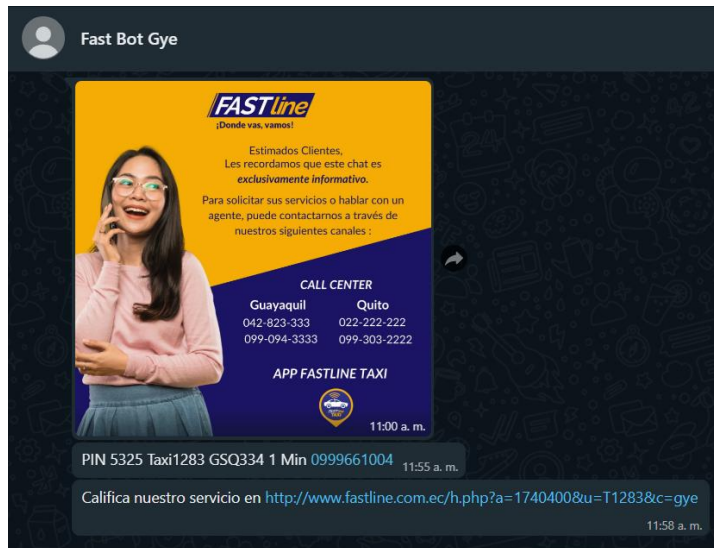 Fast Bot Gye
FASTline
¡Donde vas, vamos!
Estimados Clientes,
Les recordamos que este chat es
exclusivamente informativo.
Para solicitar sus servicios o hablar con un
agente, puede contactarnos a través de
nuestros siguientes canales :
CALL CENTER
Guayaquil Quito
042-823-333 022-222-222
099-094-3333 099-303-2222
APP FASTLINE TAXI
11:00 a. m.
PIN 5325 Taxi1283 GSQ334 1 Min 0999661004 11:55 a. m.
Califica nuestro servicio en http://www.fastline.com.ec/h.php?a=1740400&u=T1283&c=gye
11:58 a. m.